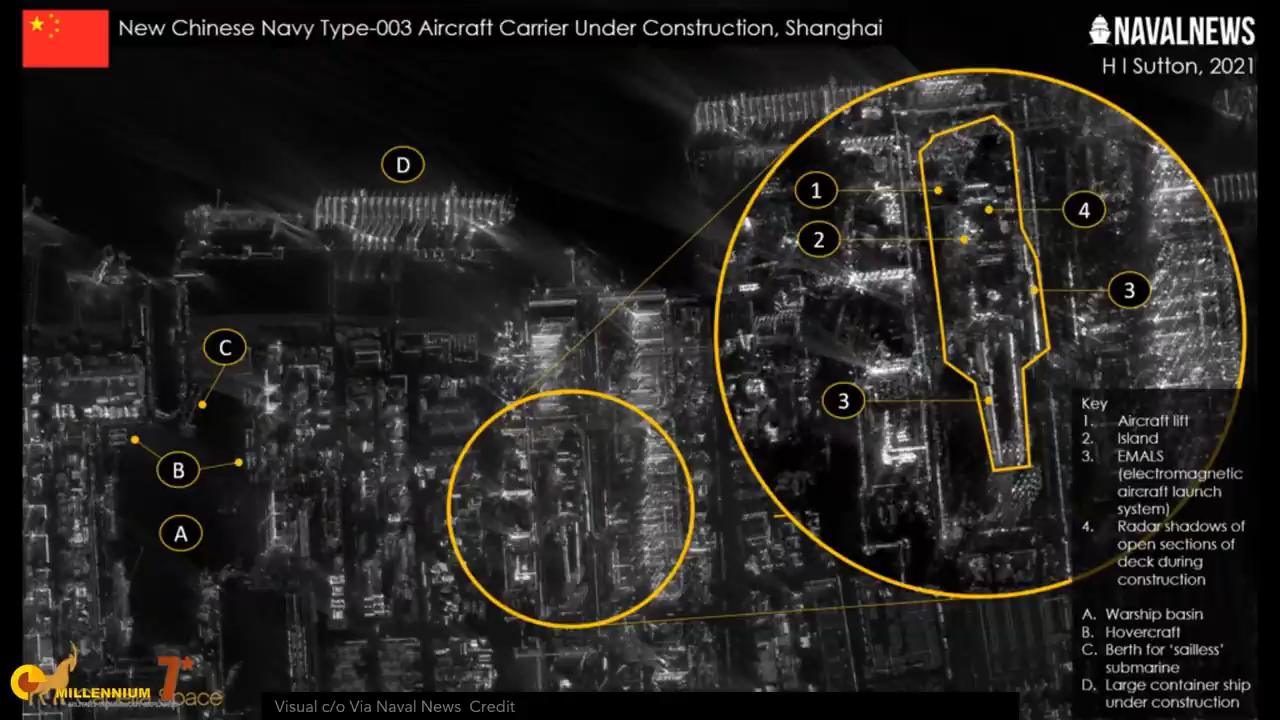 New Chinese Navy Type-003 Aircraft Carrier Under Construction, Shanghai
NAVALNEWS
H I Sutton, 2021
D
1
4
2
3
C
3
B
A
Key
1. Aircraft lift
2. Island
3. EMALS
(electromagnetic
aircraft launch
system)
4. Radar shadows of
open sections of
deck during
construction
A. Warship basin
B. Hovercraft
C. Berth for 'sailless'
submarine
D. Large container ship
under construction
MILLENNIUM 7*
Space
Visual c/o Via Naval News Credit